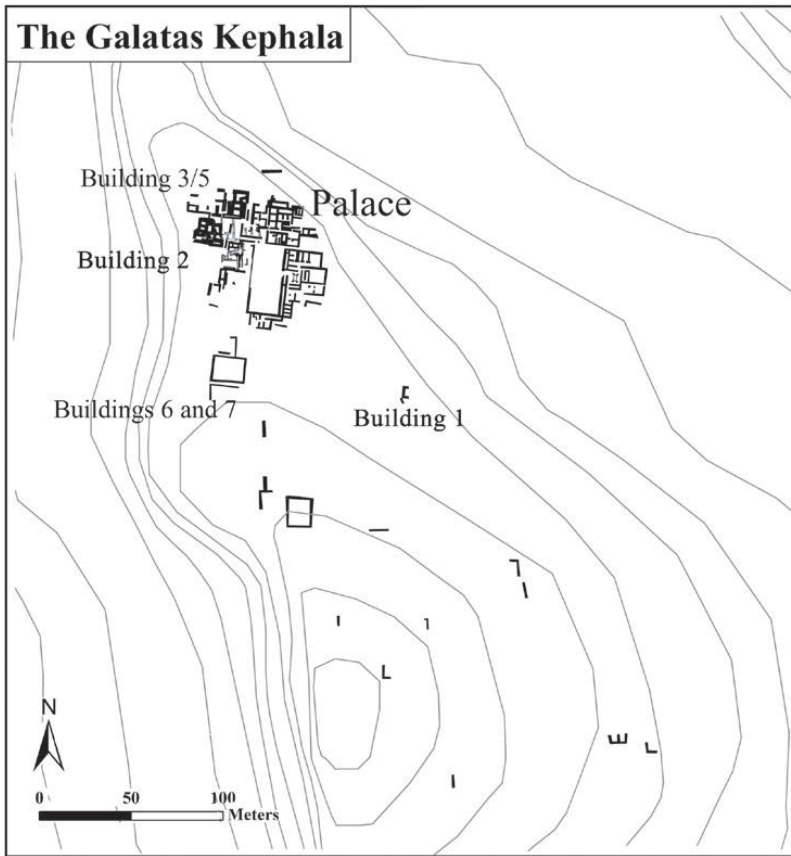 The Galatas Kephala
Building 3/5
Palace
Building 2
Buildings 6 and 7
Building 1
N
0 50 100
Meters